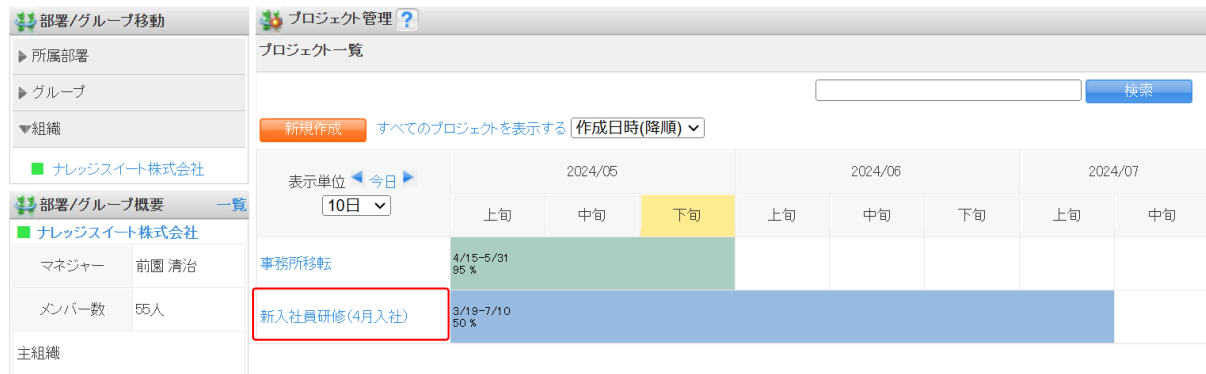 部署/グループ移動
▶所属部署
▶グループ
▼組織
ナレッジスイート株式会社
部署/グループ概要 一覧
ナレッジスイート株式会社
マネジャー 前園 清治
メンバー数 55人
主組織
プロジェクト管理 ?
プロジェクト一覧
検索
新規作成 すべてのプロジェクトを表示する 作成日時(降順)
表示単位 今日 2024/05 2024/06 2024/07
10日 上旬 中旬 下旬 上旬 中旬 下旬 上旬 中旬
事務所移転 4/15-5/31
95 %
新入社員研修(4月入社) 3/19-7/10
50 %